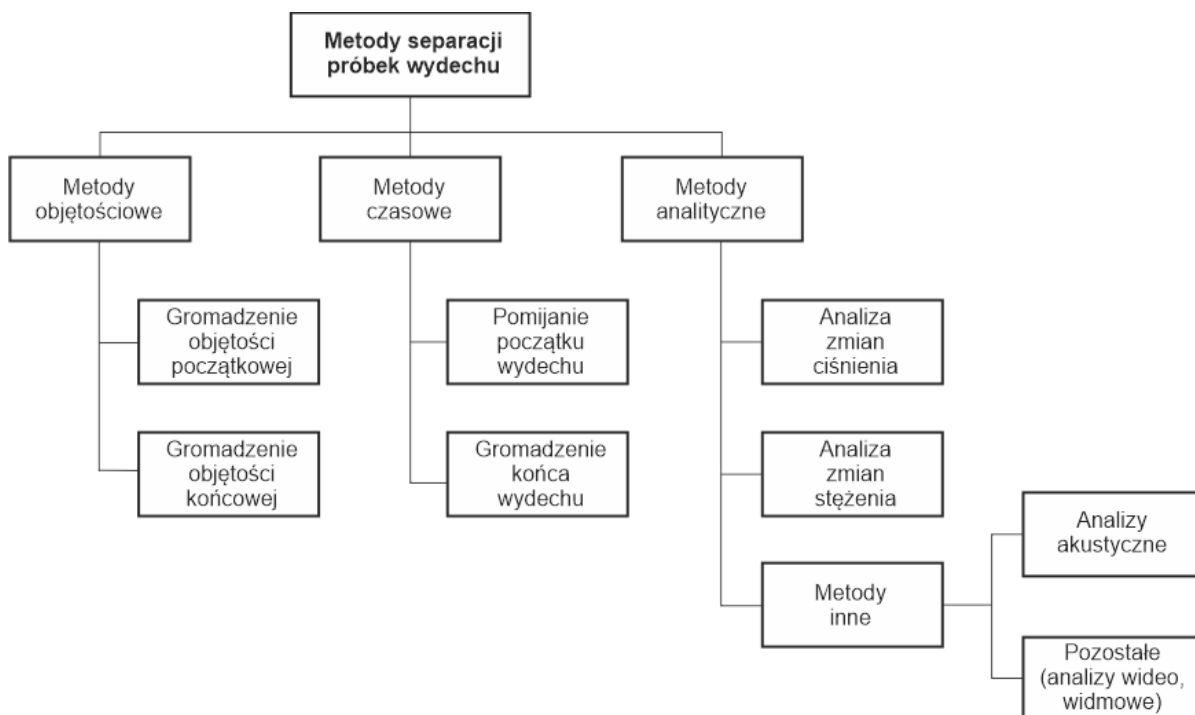 Metody separacji
próbek wydechu
Metody
objętościowe
Metody
czasowe
Metody
analityczne
Gromadzenie
objętości
początkowej
Pomijanie
początku
wydechu
Analiza
zmian
ciśnienia
Gromadzenie
objętości
końcowej
Gromadzenie
końca
wydechu
Analiza
zmian
stężenia
Analizy
akustyczne
Metody
inne
Pozostałe
(analizy wideo,
widmowe)